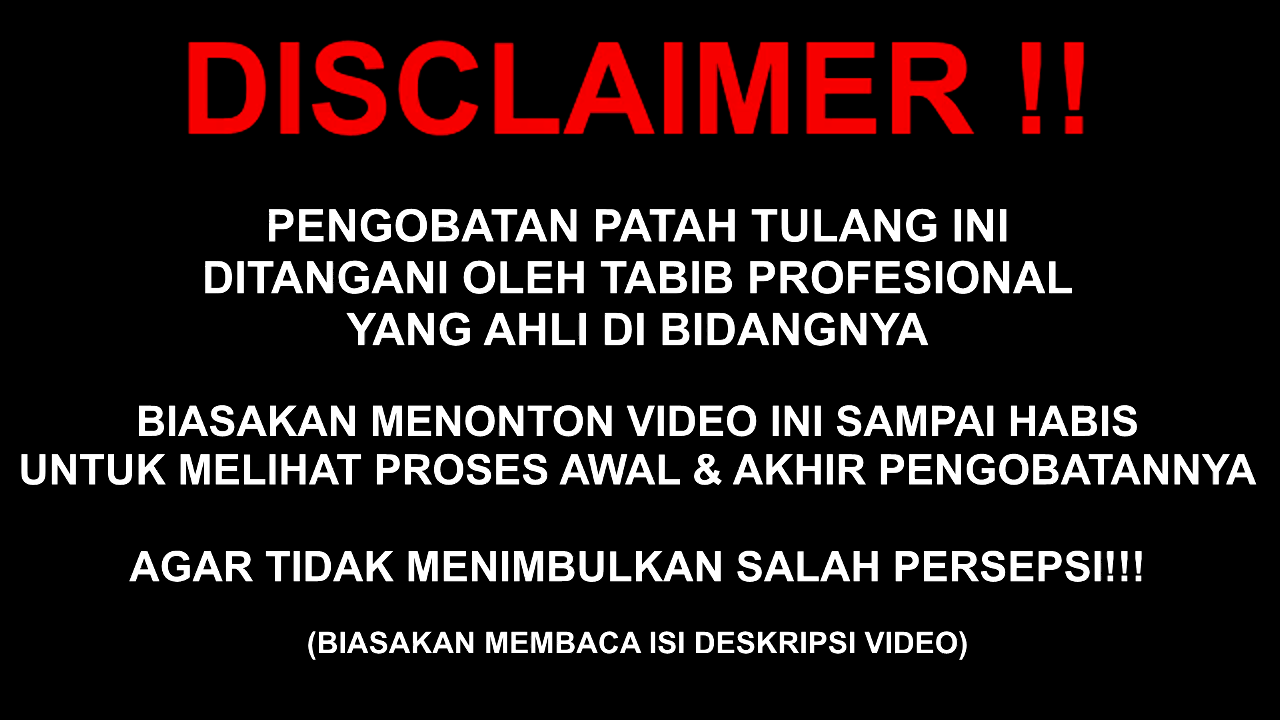 DISCLAIMER !!
PENGOBATAN PATAH TULANG INI
DITANGANI OLEH TABIB PROFESIONAL
YANG AHLI DI BIDANGNYA
BIASAKAN MENONTON VIDEO INI SAMPAI HABIS
UNTUK MELIHAT PROSES AWAL & AKHIR PENGOBATANNYA
AGAR TIDAK MENIMBULKAN SALAH PERSEPSI!!!
(BIASAKAN MEMBACA ISI DESKRIPSI VIDEO)